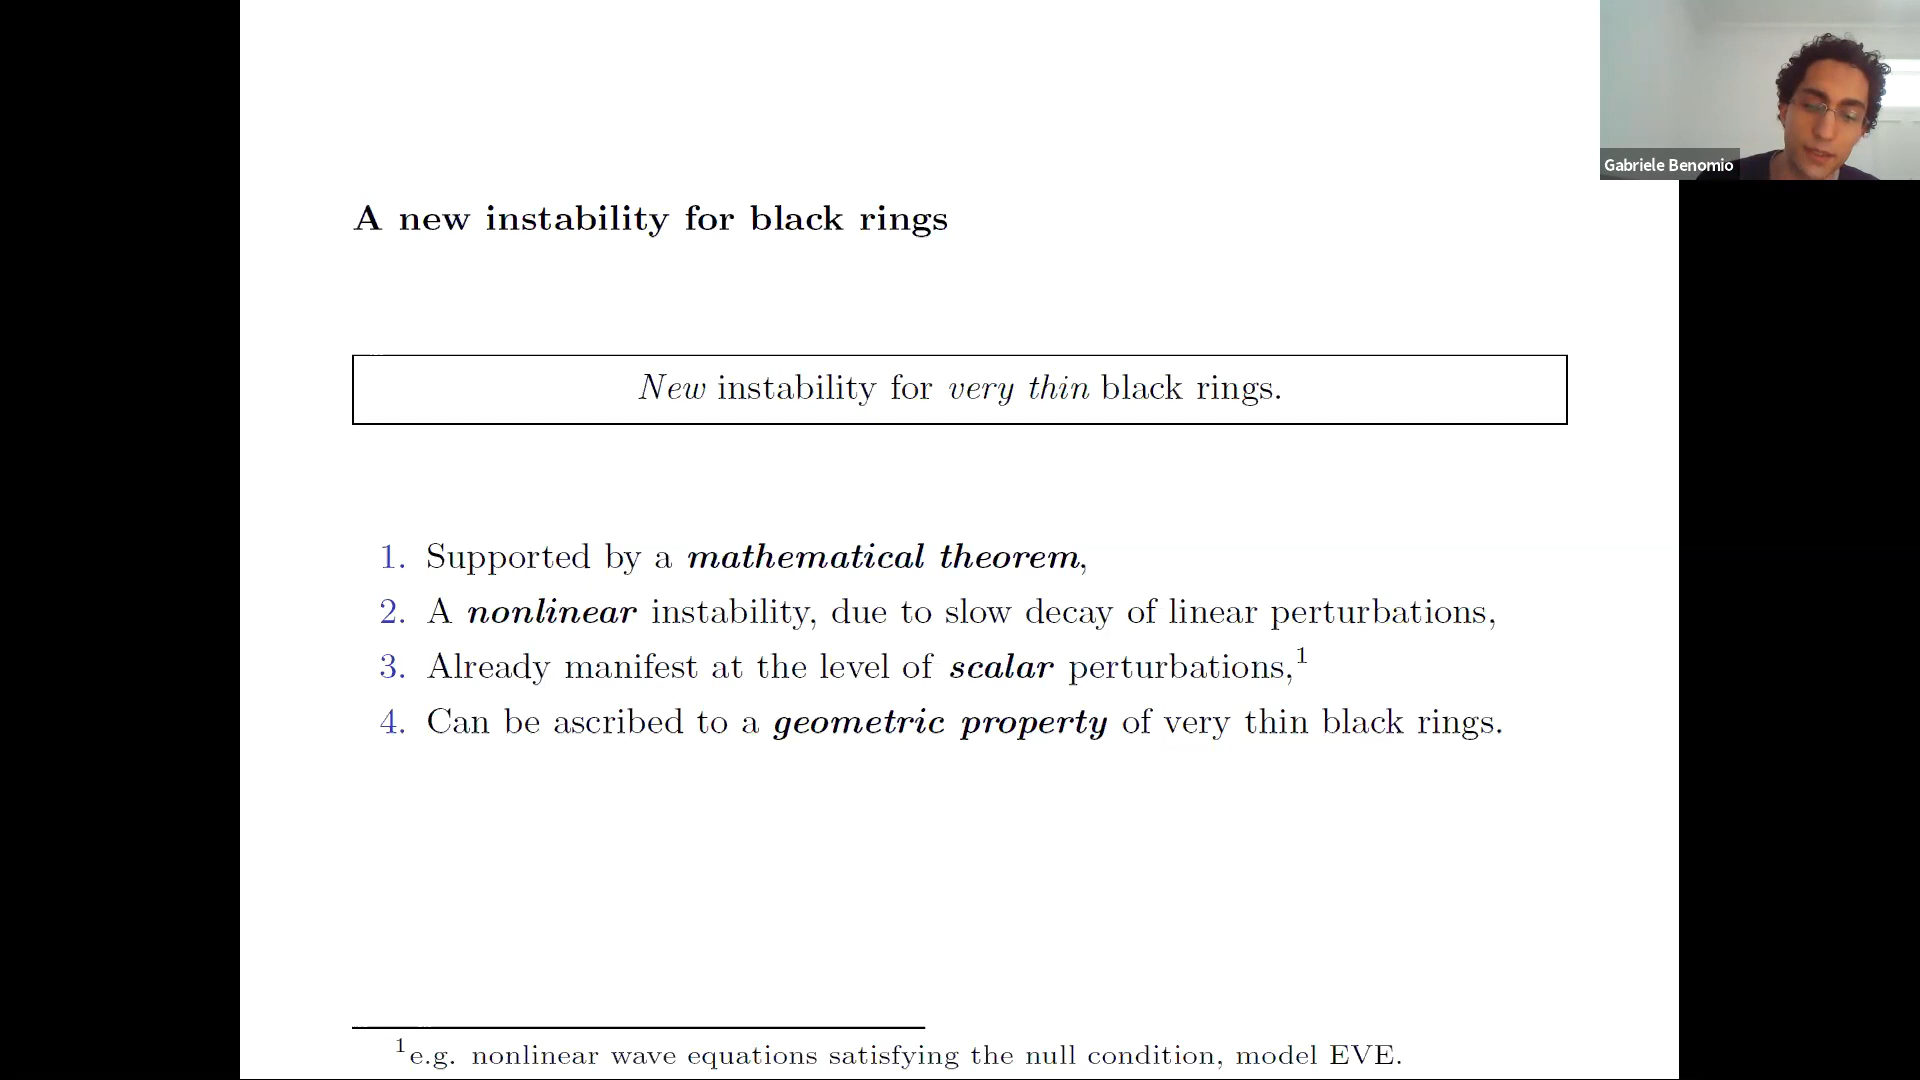 Gabriele Benomio
A new instability for black rings
New instability for very thin black rings.
1. Supported by a mathematical theorem,
2. A nonlinear instability, due to slow decay of linear perturbations,
3. Already manifest at the level of scalar perturbations,¹
4. Can be ascribed to a geometric property of very thin black rings.
¹e.g. nonlinear wave equations satisfying the null condition, model EVE.